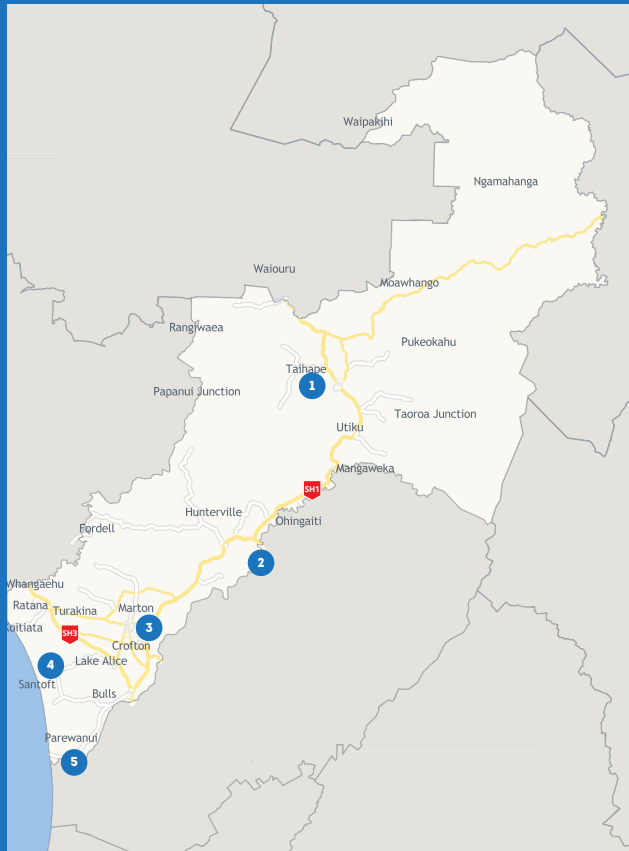 Waipakihi
Ngamahanga
Waiouru
Moawhango
Rangiwaea
Pukeokahu
Taihape
1
Papanui Junction
Taoroa Junction
Utiku
Mangaweka
SH1
Hunterville
Ohingaiti
Fordell
2
Whangaehu
Ratana
Turakina
Marton
Koitiata
SH3
3
Crofton
4
Lake Alice
Santoft
Bulls
Parewanui
5